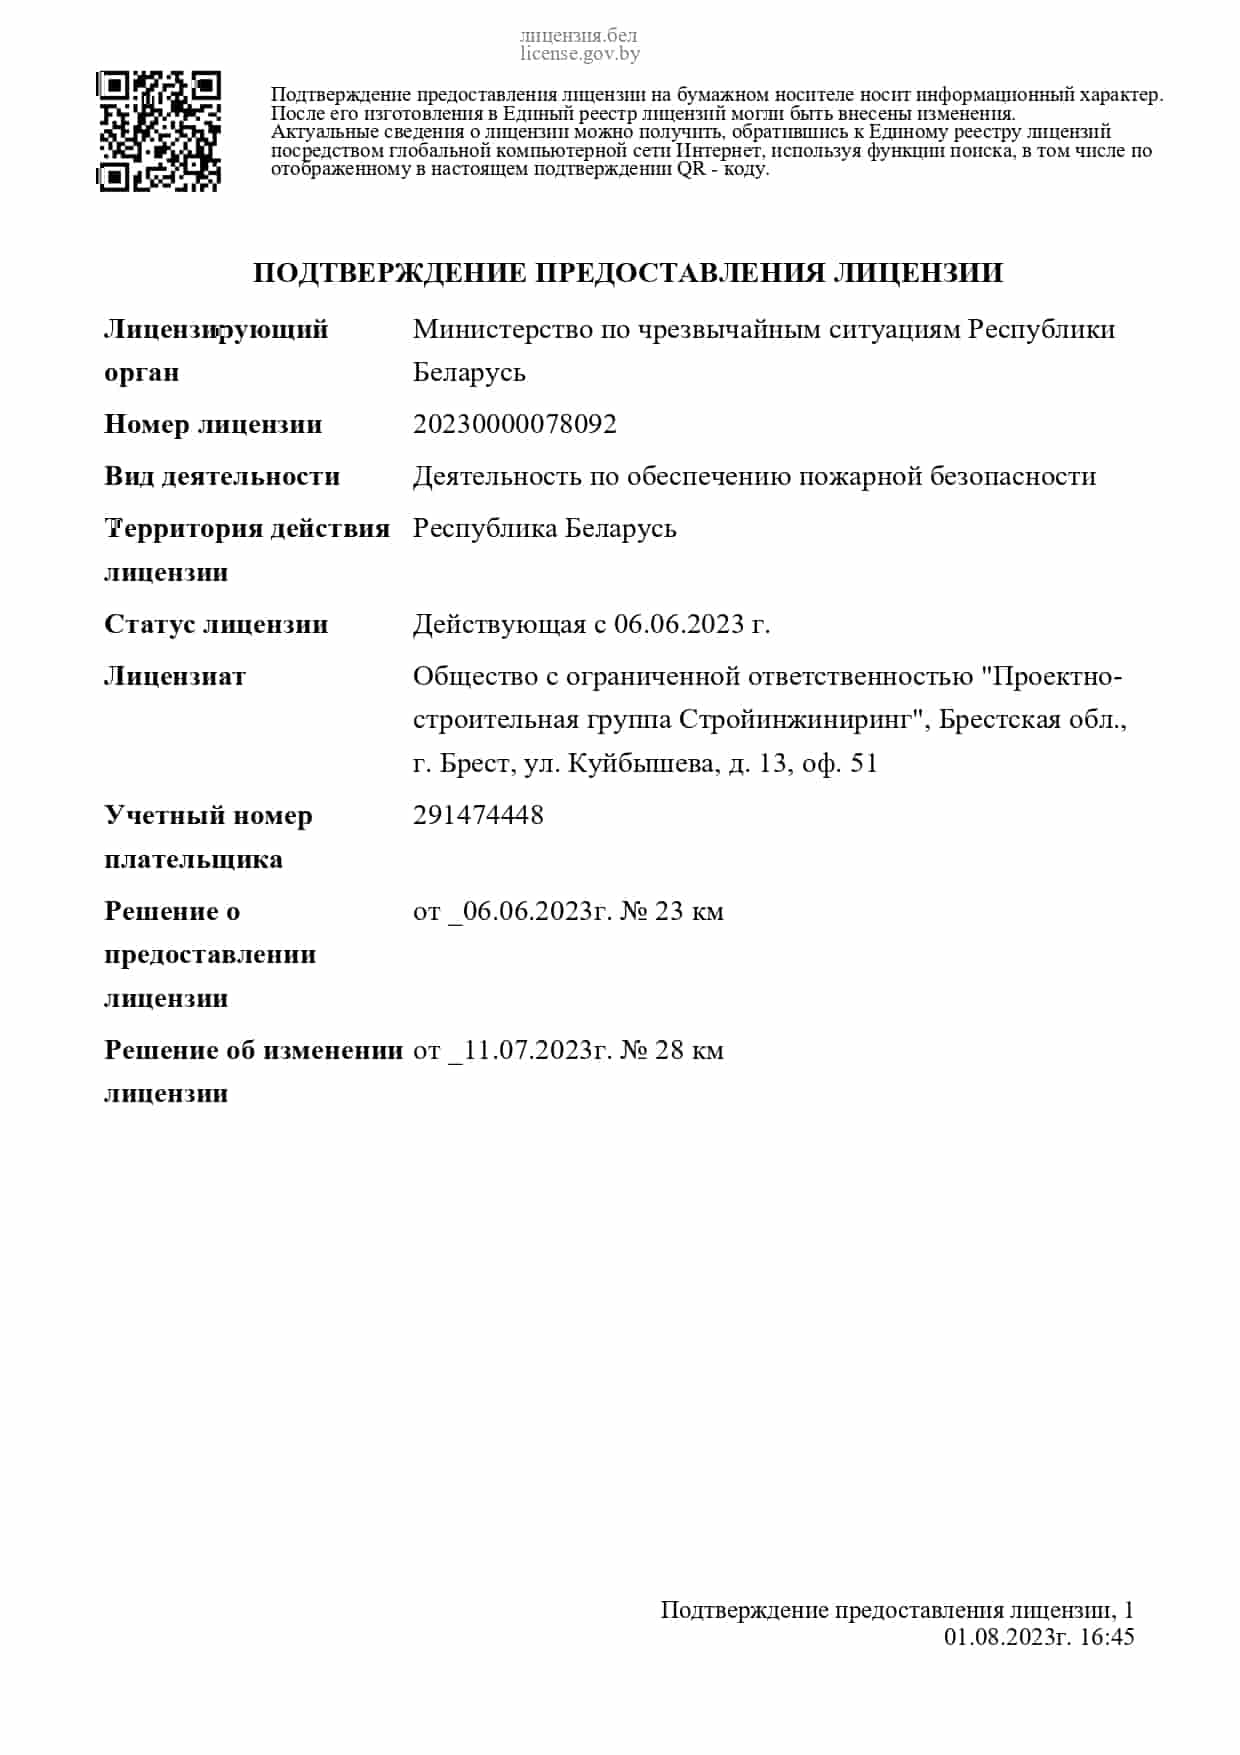 лицензия.бел
license.gov.by
Подтверждение предоставления лицензии на бумажном носителе носит информационный характер.
После его изготовления в Единый реестр лицензий могли быть внесены изменения.
Актуальные сведения о лицензии можно получить, обратившись к Единому реестру лицензий
посредством глобальной компьютерной сети Интернет, используя функции поиска, в том числе по
отображенному в настоящем подтверждении QR - коду.
ПОДТВЕРЖДЕНИЕ ПРЕДОСТАВЛЕНИЯ ЛИЦЕНЗИИ
Лицензирующий Министерство по чрезвычайным ситуациям Республики
орган Беларусь
Номер лицензии 20230000078092
Вид деятельности Деятельность по обеспечению пожарной безопасности
Территория действия Республика Беларусь
лицензии
Статус лицензии Действующая с 06.06.2023 г.
Лицензиат Общество с ограниченной ответственностью "Проектно-
строительная группа Стройинжиниринг", Брестская обл.,
г. Брест, ул. Куйбышева, д. 13, оф. 51
Учетный номер 291474448
плательщика
Решение о от _06.06.2023г. № 23 км
предоставлении
лицензии
Решение об изменении от _11.07.2023г. № 28 км
лицензии
Подтверждение предоставления лицензии, 1
01.08.2023г. 16:45